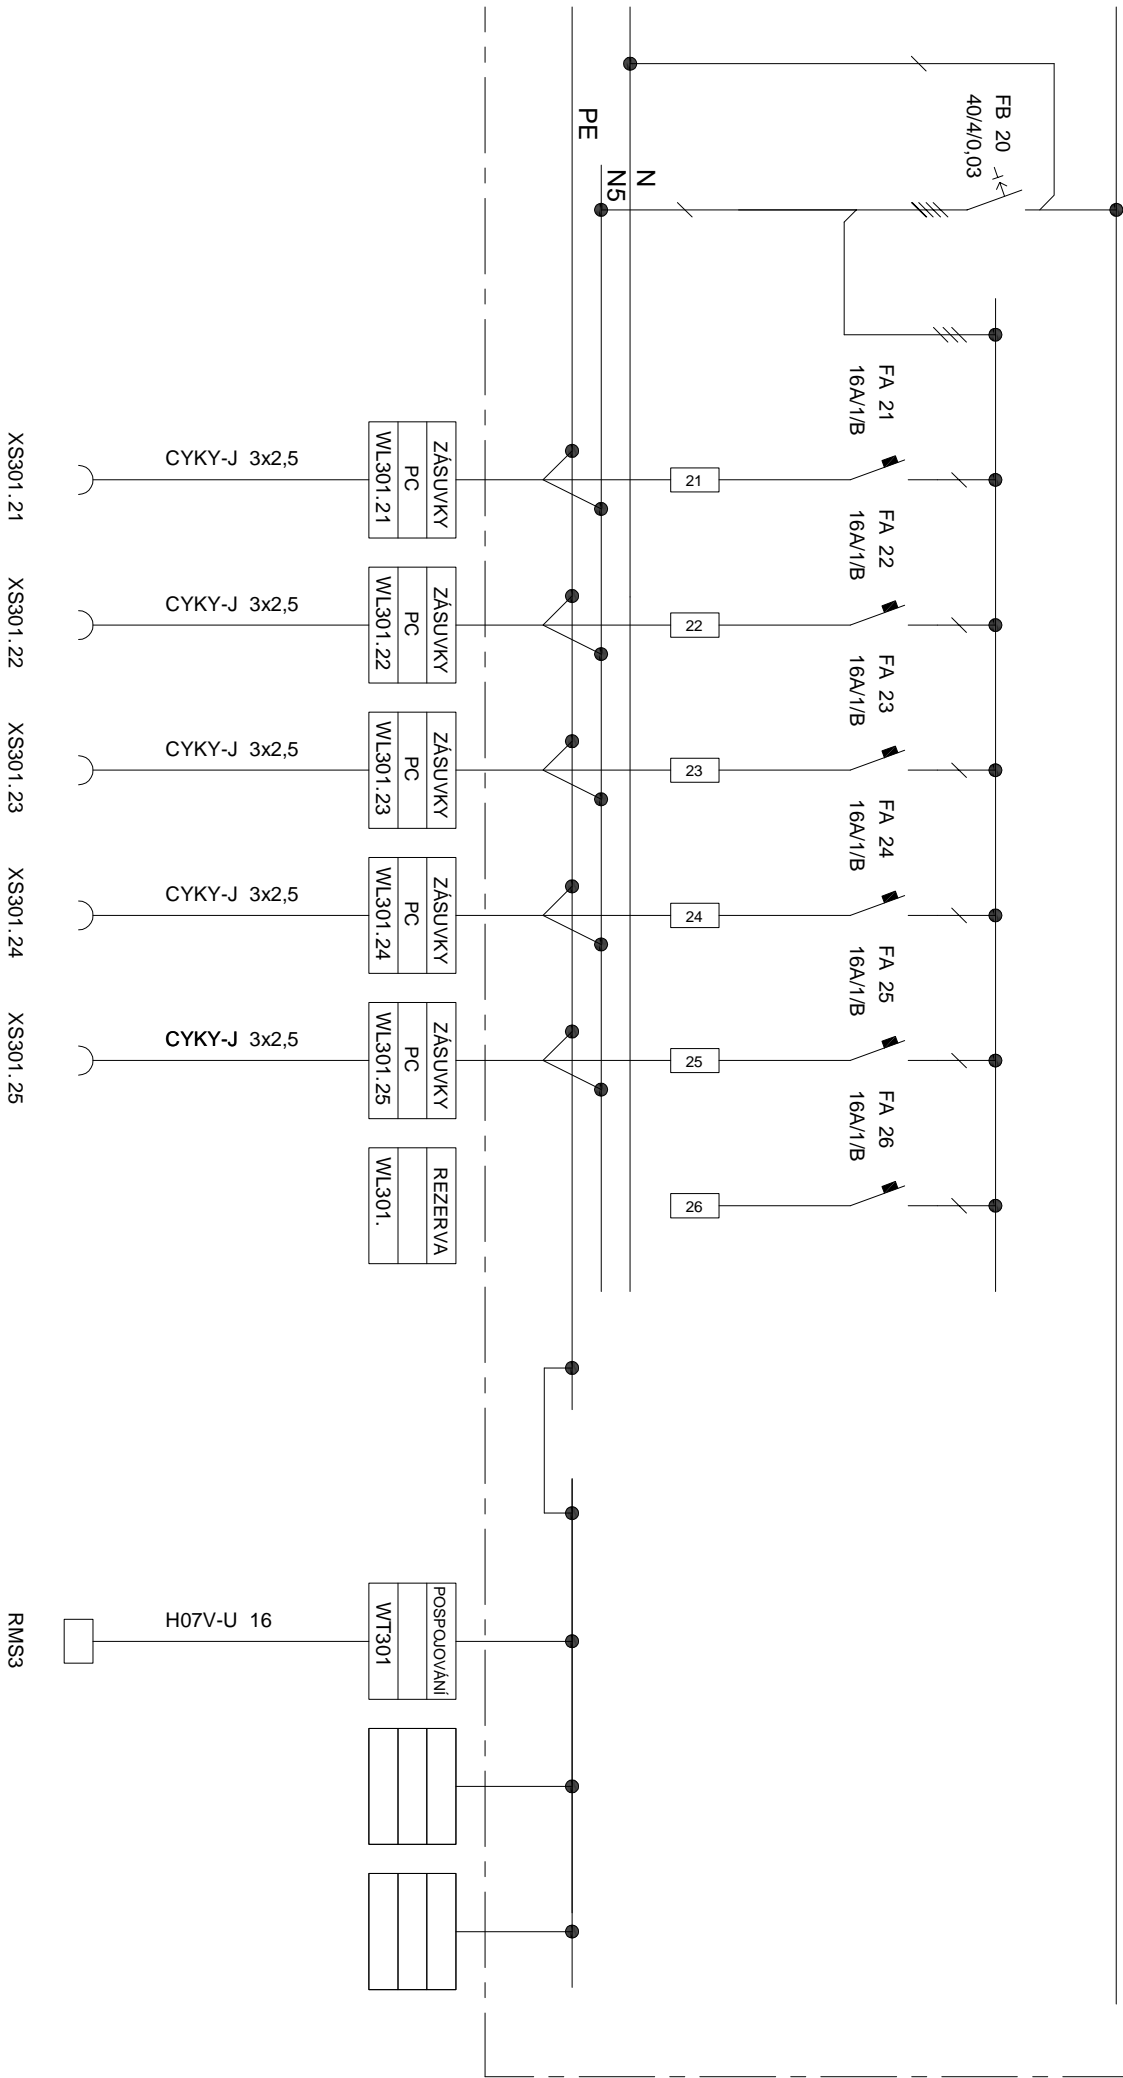 FB 20
40/4/0,03
PE
N
N5
FA 21
16A/1/B
FA 22
16A/1/B
FA 23
16A/1/B
FA 24
16A/1/B
FA 25
16A/1/B
FA 26
16A/1/B
21
22
23
24
25
26
ZÁSUVKY
PC
WL301.21
ZÁSUVKY
PC
WL301.22
ZÁSUVKY
PC
WL301.23
ZÁSUVKY
PC
WL301.24
ZÁSUVKY
PC
WL301.25
REZERVA
WL301.
POSPOJOVÁNÍ
WT301
CYKY-J 3x2,5
CYKY-J 3x2,5
CYKY-J 3x2,5
CYKY-J 3x2,5
CYKY-J 3x2,5
H07V-U 16
XS301.21
XS301.22
XS301.23
XS301.24
XS301.25
RMS3